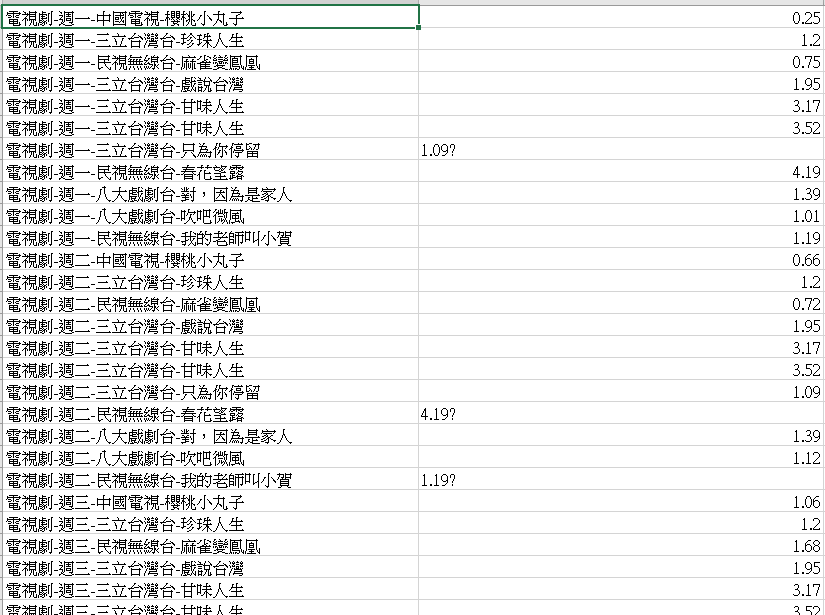 電視劇-週一-中國電視-櫻桃小丸子 0.25
電視劇-週一-三立台灣台-珍珠人生 1.2
電視劇-週一-民視無線台-麻雀變鳳凰 0.75
電視劇-週一-三立台灣台-戲說台灣 1.95
電視劇-週一-三立台灣台-甘味人生 3.17
電視劇-週一-三立台灣台-甘味人生 3.52
電視劇-週一-三立台灣台-只為你停留 1.09?
電視劇-週一-民視無線台-春花望露 4.19
電視劇-週一-八大戲劇台-對，因為是家人 1.39
電視劇-週一-八大戲劇台-吹吧微風 1.01
電視劇-週一-民視無線台-我的老師叫小賀 1.19
電視劇-週二-中國電視-櫻桃小丸子 0.66
電視劇-週二-三立台灣台-珍珠人生 1.2
電視劇-週二-民視無線台-麻雀變鳳凰 0.72
電視劇-週二-三立台灣台-戲說台灣 1.95
電視劇-週二-三立台灣台-甘味人生 3.17
電視劇-週二-三立台灣台-甘味人生 3.52
電視劇-週二-三立台灣台-只為你停留 1.09
電視劇-週二-民視無線台-春花望露 4.19?
電視劇-週二-八大戲劇台-對，因為是家人 1.39
電視劇-週二-八大戲劇台-吹吧微風 1.12
電視劇-週二-民視無線台-我的老師叫小賀 1.19?
電視劇-週三-中國電視-櫻桃小丸子 1.06
電視劇-週三-三立台灣台-珍珠人生 1.2
電視劇-週三-民視無線台-麻雀變鳳凰 1.68
電視劇-週三-三立台灣台-戲說台灣 1.95
電視劇-週三-三立台灣台-甘味人生 3.17
電視劇-週三-三立台灣台-甘味人生 3.52